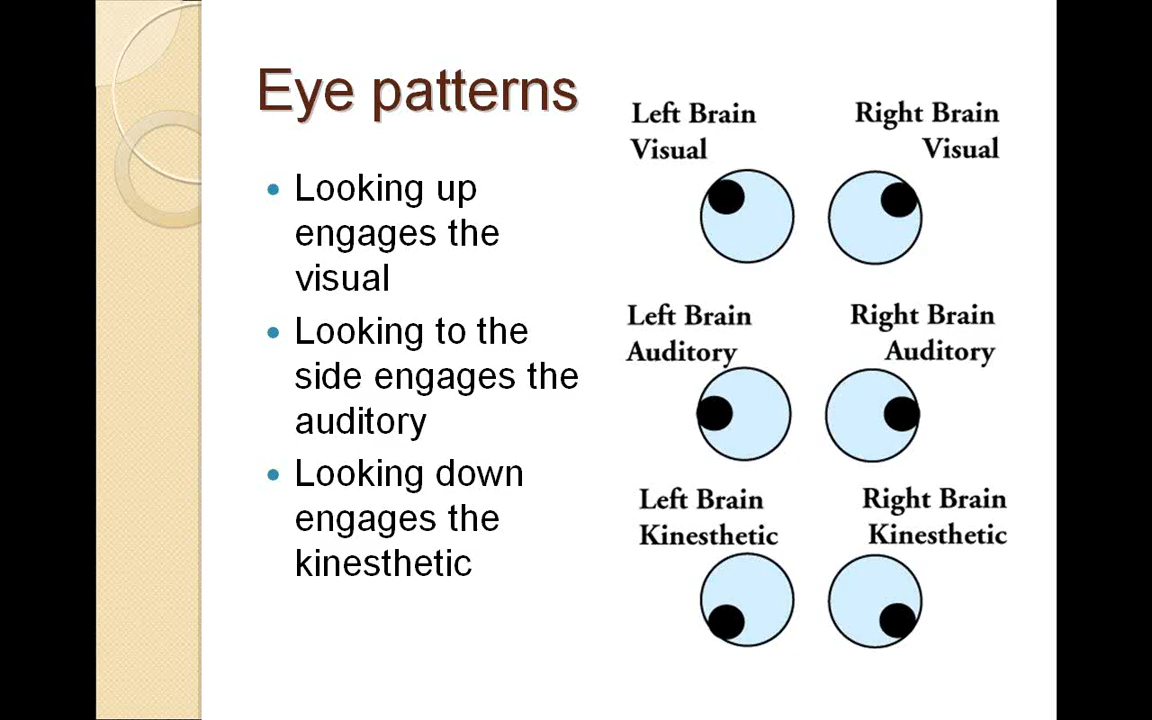 Eye patterns
Looking up
engages the
visual
Looking to the
side engages the
auditory
Looking down
engages the
kinesthetic
Left Brain
Visual
Right Brain
Visual
Left Brain
Auditory
Right Brain
Auditory
Left Brain
Kinesthetic
Right Brain
Kinesthetic